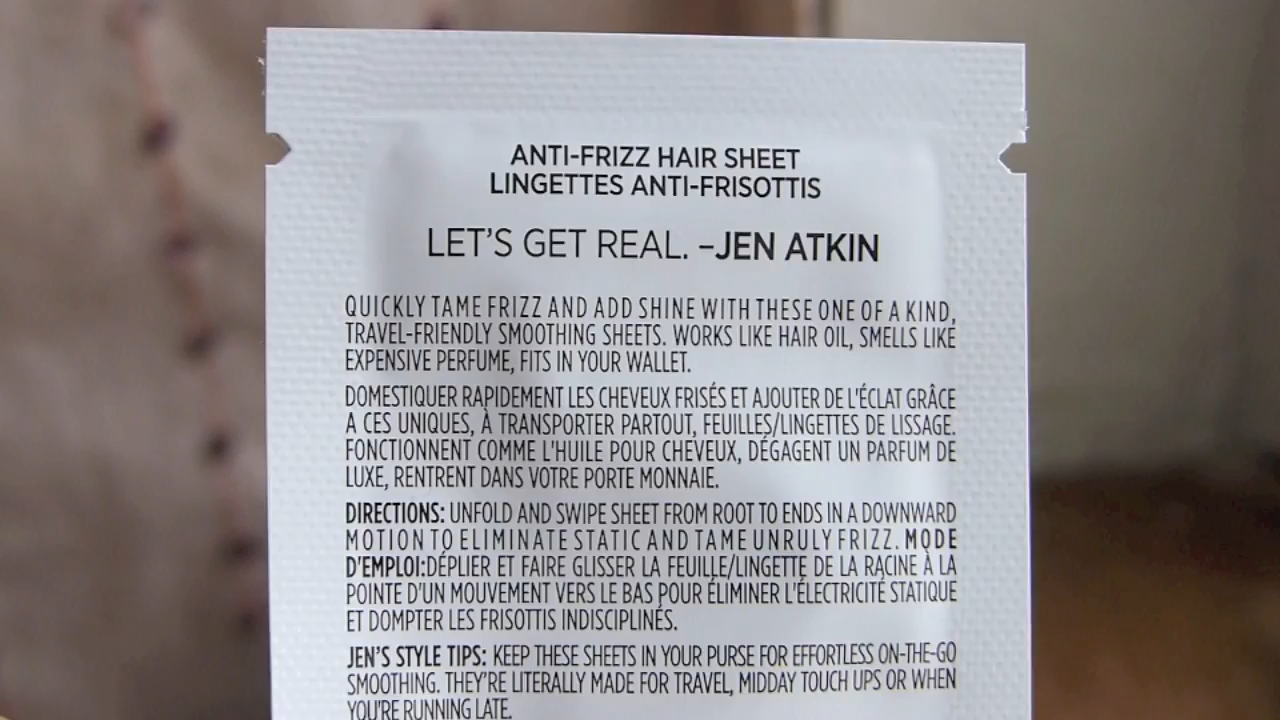 ANTI-FRIZZ HAIR SHEET
LINGETTES ANTI-FRISOTTIS
LET'S GET REAL. –JEN ATKIN
QUICKLY TAME FRIZZ AND ADD SHINE WITH THESE ONE OF A KIND,
TRAVEL-FRIENDLY SMOOTHING SHEETS. WORKS LIKE HAIR OIL, SMELLS LIKE
EXPENSIVE PERFUME, FITS IN YOUR WALLET.
DOMESTIQUER RAPIDEMENT LES CHEVEUX FRISÉS ET AJOUTER DE L'ÉCLAT GRÂCE
A CES UNIQUES, À TRANSPORTER PARTOUT, FEUILLES/LINGETTES DE LISSAGE.
FONCTIONNENT COMME L'HUILE POUR CHEVEUX, DÉGAGENT UN PARFUM DE
LUXE, RENTRENT DANS VOTRE PORTE MONNAIE.
DIRECTIONS: UNFOLD AND SWIPE SHEET FROM ROOT TO ENDS IN A DOWNWARD
MOTION TO ELIMINATE STATIC AND TAME UNRULY FRIZZ. MODE
D'EMPLOI:DÉPLIER ET FAIRE GLISSER LA FEUILLE/LINGETTE DE LA RACINE À LA
POINTE D'UN MOUVEMENT VERS LE BAS POUR ÉLIMINER L'ÉLECTRICITÉ STATIQUE
ET DOMPTER LES FRISOTTIS INDISCIPLINÉS.
JEN'S STYLE TIPS: KEEP THESE SHEETS IN YOUR PURSE FOR EFFORTLESS ON-THE-GO
SMOOTHING. THEY'RE LITERALLY MADE FOR TRAVEL, MIDDAY TOUCH UPS OR WHEN
YOU'RE RUNNING LATE.